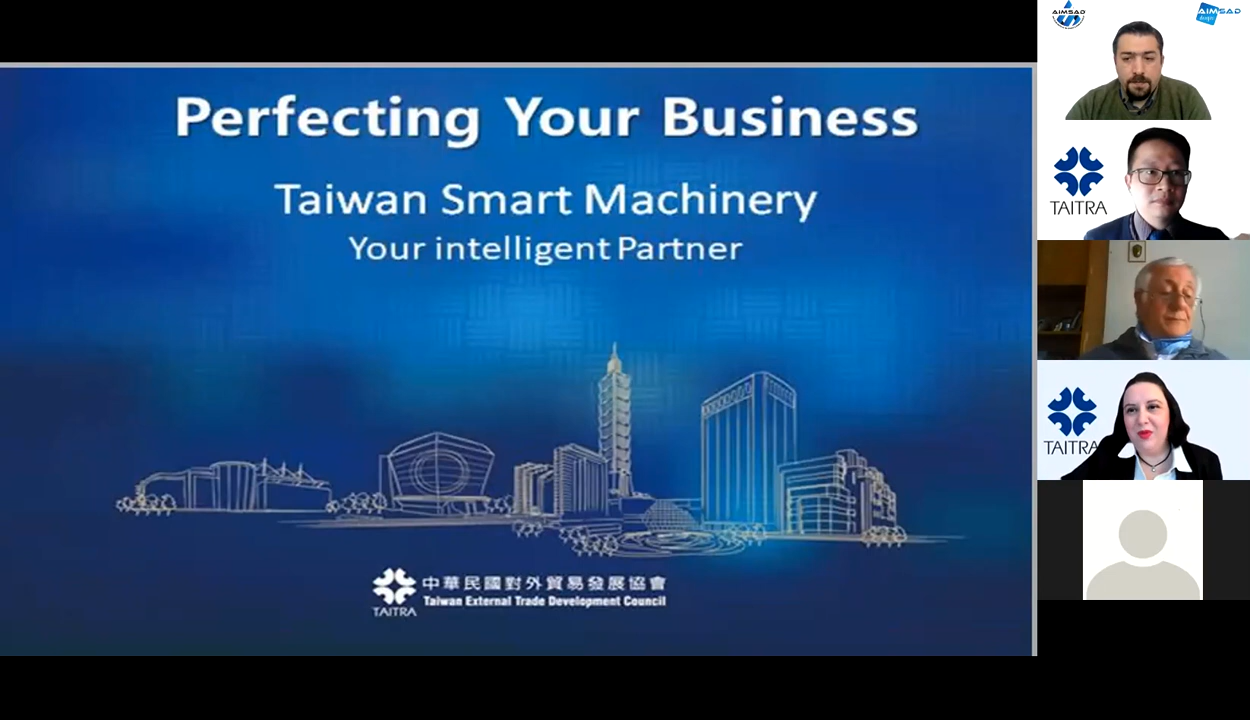 Perfecting Your Business
Taiwan Smart Machinery
Your intelligent Partner
TAITRA
中華民國對外貿易發展協會
Taiwan External Trade Development Council
AIMSAD
AIMSAD
TAITRA
TAITRA